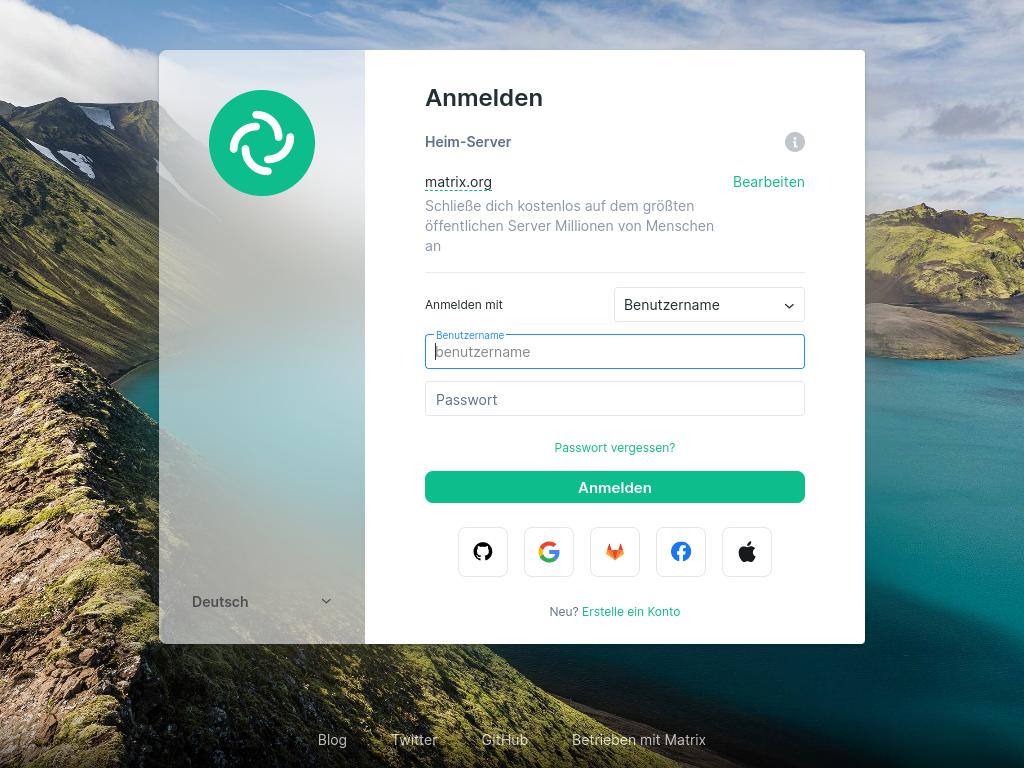 Anmelden
Heim-Server
matrix.org
Bearbeiten
Schließe dich kostenlos auf dem größten
öffentlichen Server Millionen von Menschen
an
Anmelden mit
Benutzername
Benutzername
benutzername
Passwort
Passwort vergessen?
Anmelden
Neu? Erstelle ein Konto
Deutsch
Blog
Twitter
GitHub
Betrieben mit Matrix